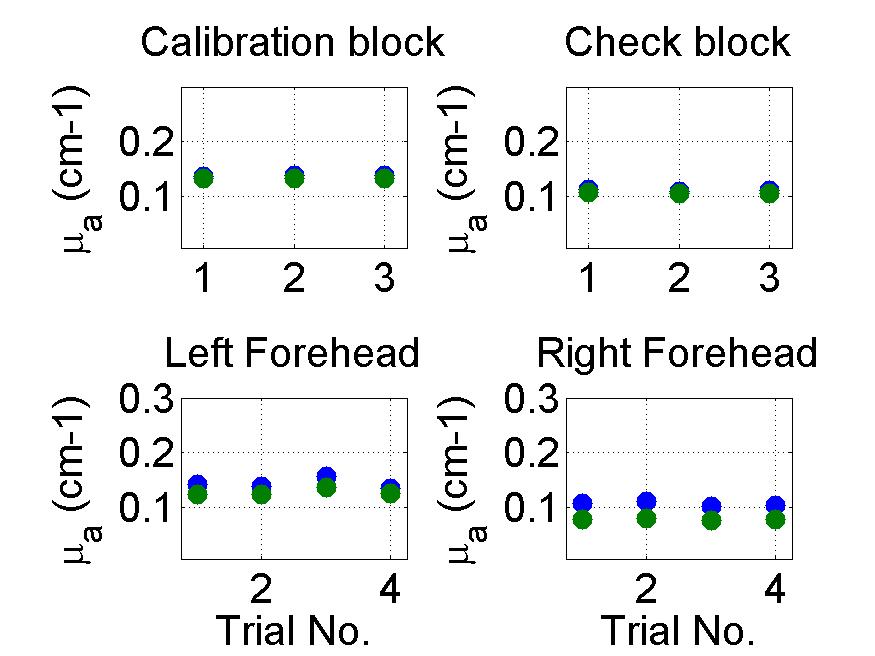 Calibration block
Check block
μa (cm-1)
0.2
0.1
1 2 3
μa (cm-1)
0.2
0.1
1 2 3
Left Forehead
Right Forehead
μa (cm-1)
0.3
0.2
0.1
2 4
Trial No.
μa (cm-1)
0.3
0.2
0.1
2 4
Trial No.